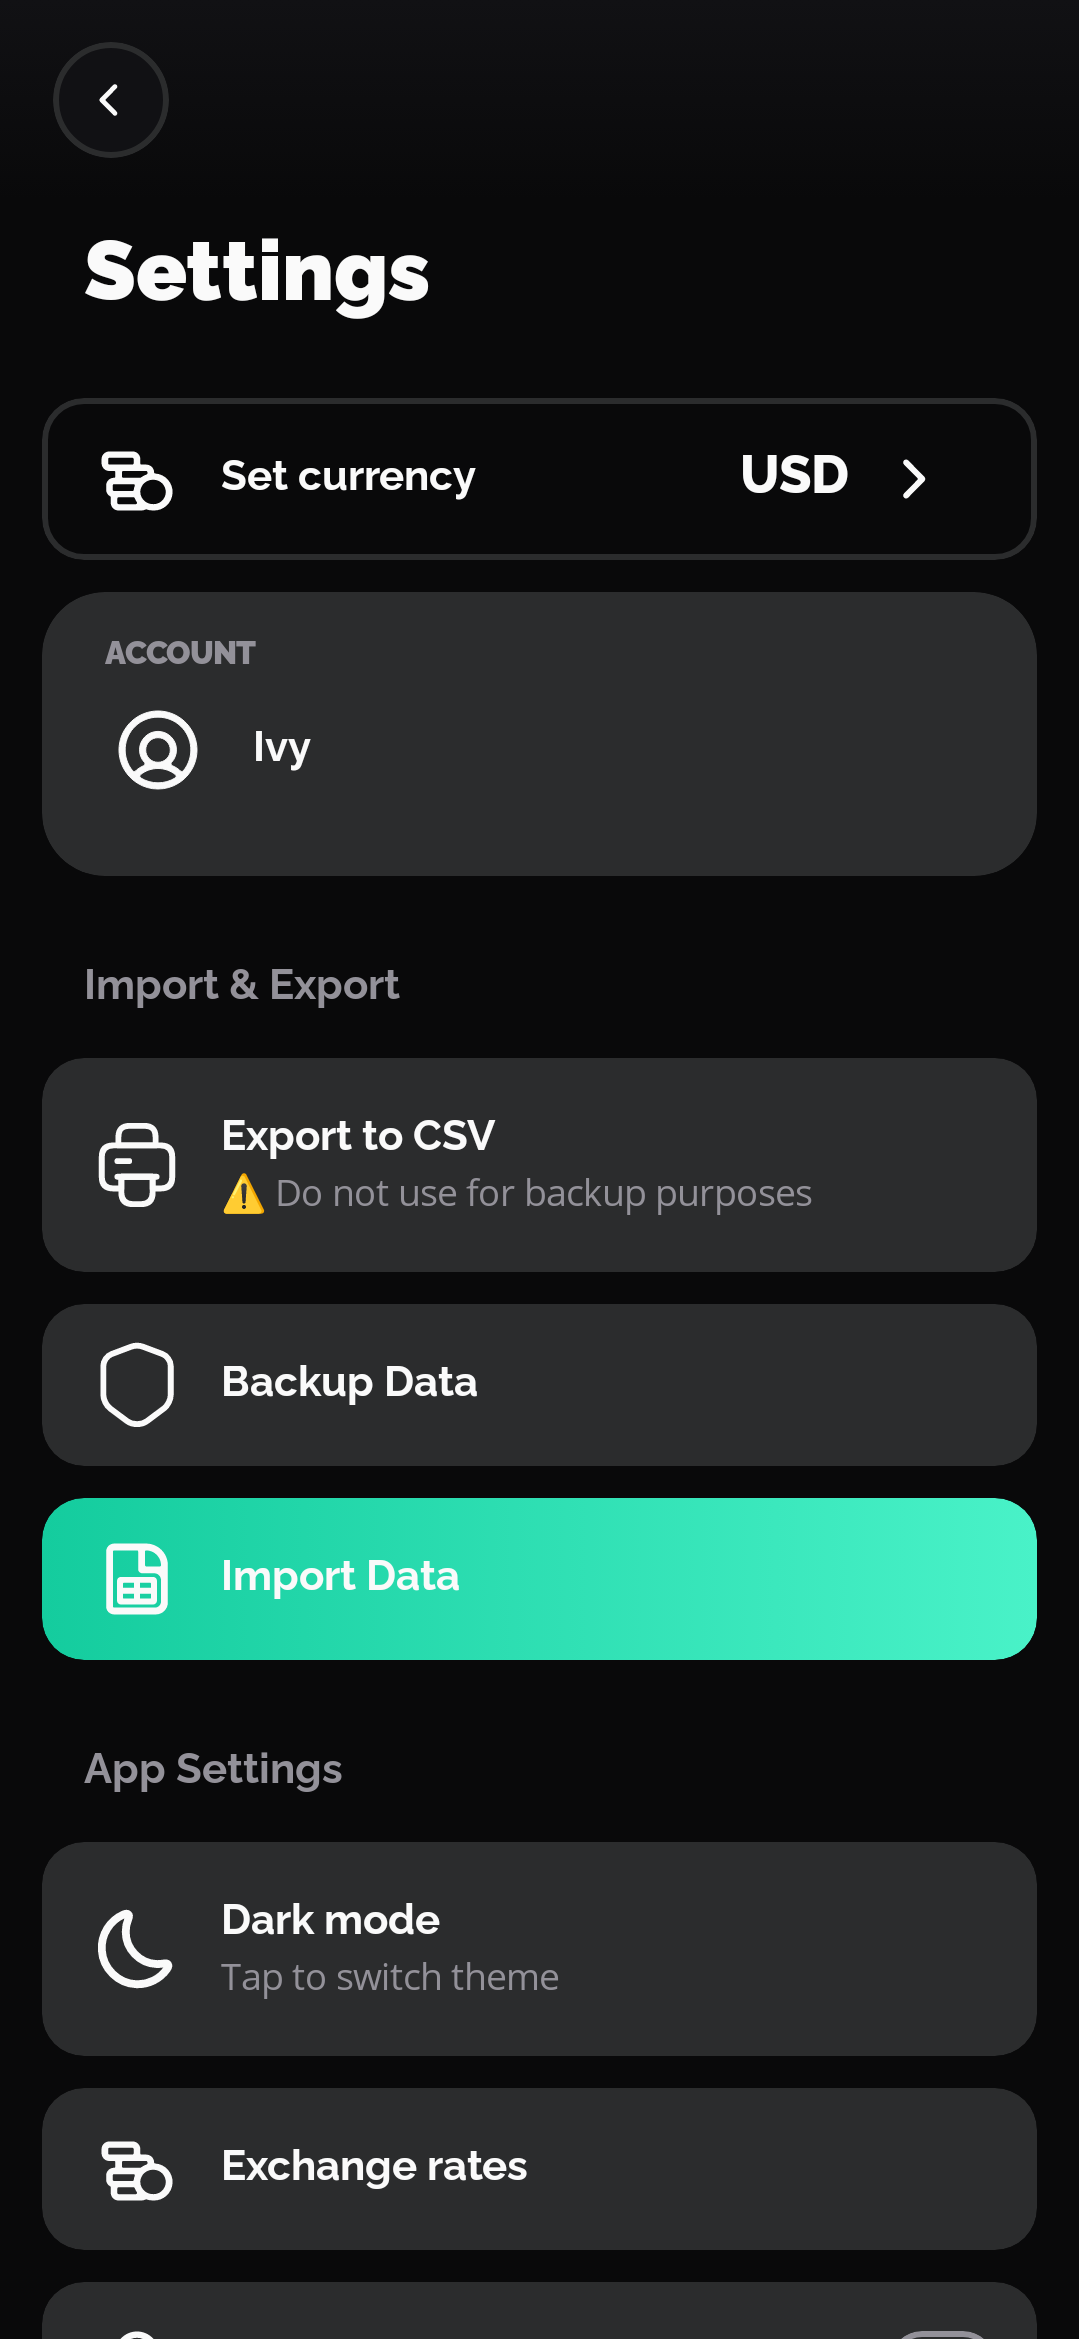 Settings
Set currency USD
ACCOUNT
Ivy
Import & Export
Export to CSV
⚠️ Do not use for backup purposes
Backup Data
Import Data
App Settings
Dark mode
Tap to switch theme
Exchange rates